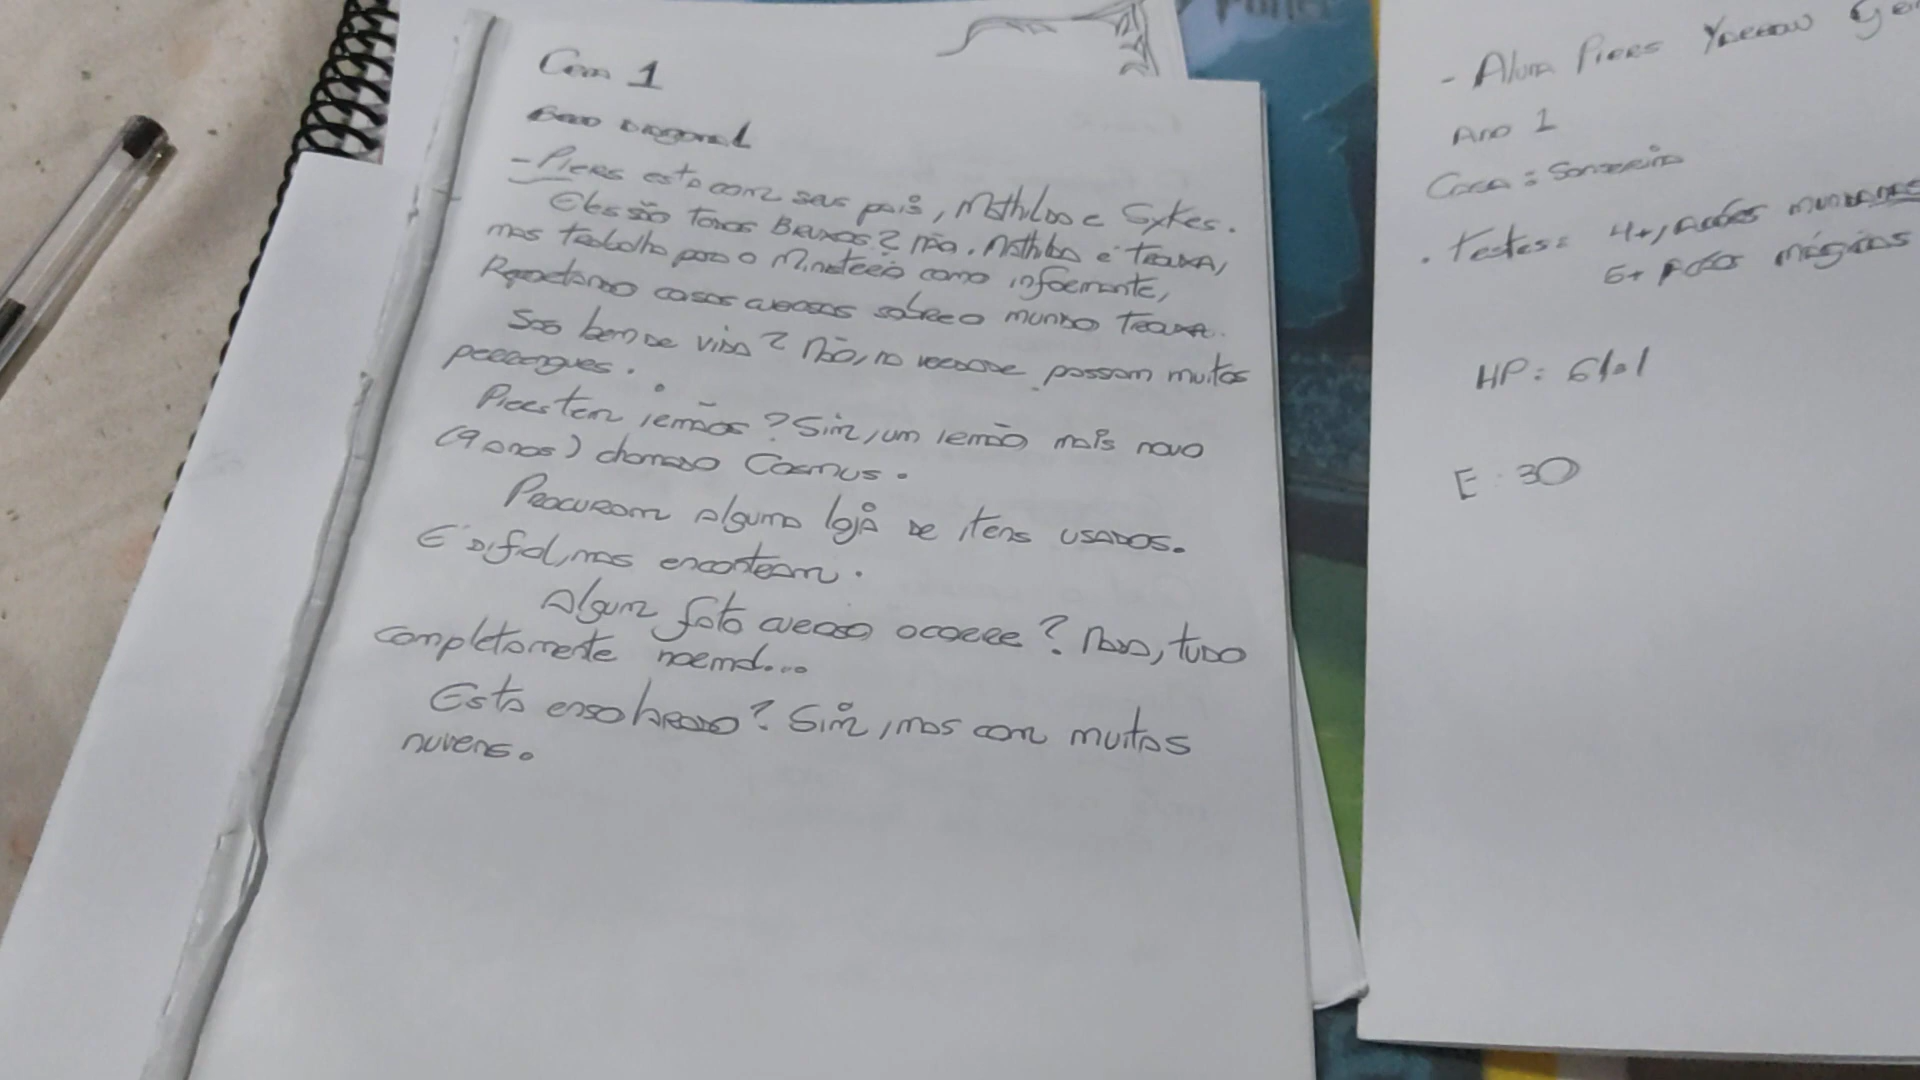 Cena 1
Beco Diagonal
- Piers está com seus pais, Mathilda e Sykes.
Eles são todos Bruxos? Não. Mathilda é trouxa,
mas trabalha para o Ministério como informante,
Reportando coisas curiosas sobre o mundo trouxa.
São bem de vida? Não, na verdade passam muitos
perrengues.
Piers tem irmãos? Sim, um irmão mais novo
(9 anos) chamado Cosmus.
Procuram alguma loja de itens usados.
É difícil, mas encontram.
Algum fato curioso ocorre? Não, tudo
completamente normal...
Está ensolarado? Sim, mas com muitas
nuvens.
- Aluna Piers Yarrow
Ano 1
Casa: Sonserina
. Testes: 4+, Ações mundanas
6+ Ações mágicas
HP: 6
E: 30